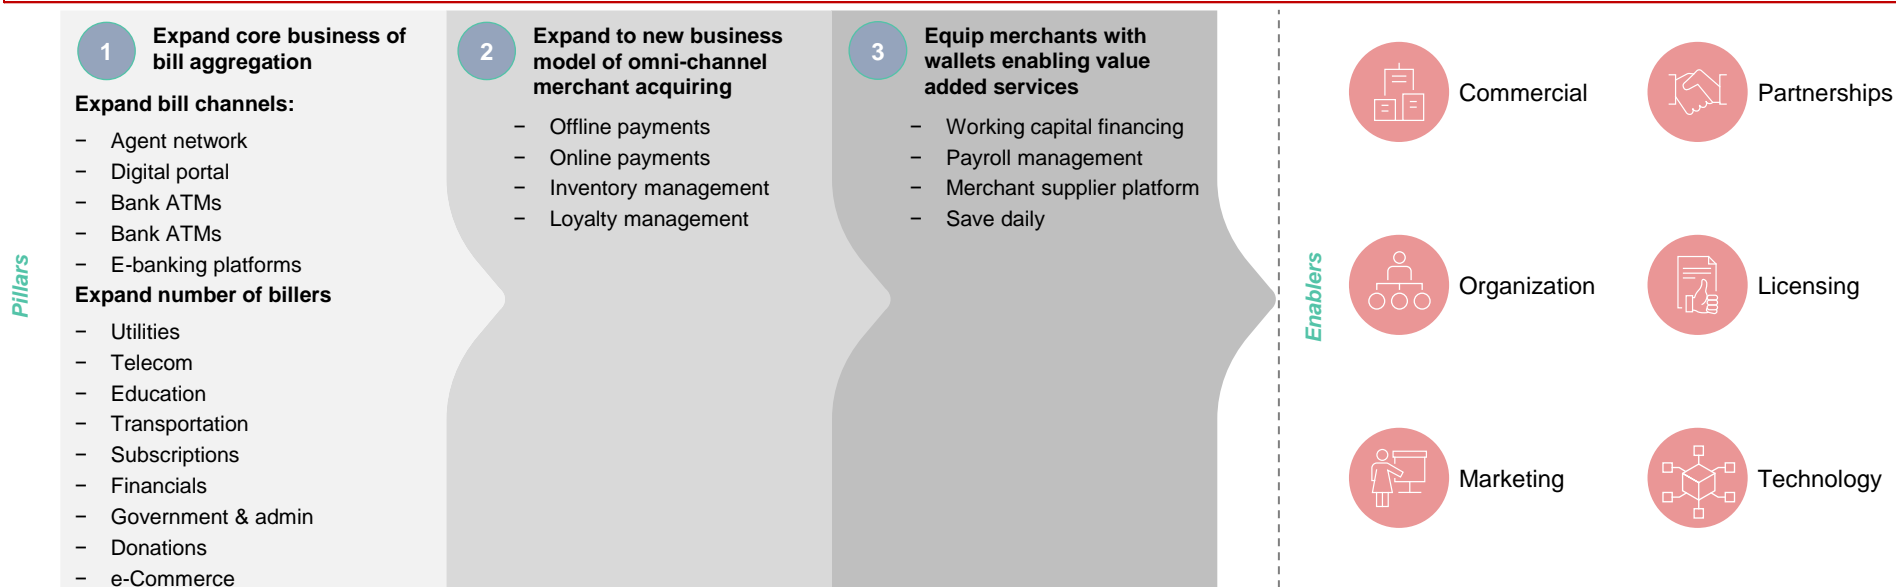 Pillars
1
Expand core business of
bill aggregation
Expand bill channels:
− Agent network
− Digital portal
− Bank ATMs
− Bank ATMs
− E-banking platforms
Expand number of billers
− Utilities
− Telecom
− Education
− Transportation
− Subscriptions
− Financials
− Government & admin
− Donations
− e-Commerce
2
Expand to new business
model of omni-channel
merchant acquiring
− Offline payments
− Online payments
− Inventory management
− Loyalty management
3
Equip merchants with
wallets enabling value
added services
− Working capital financing
− Payroll management
− Merchant supplier platform
− Save daily
Enablers
Commercial
Partnerships
Organization
Licensing
Marketing
Technology